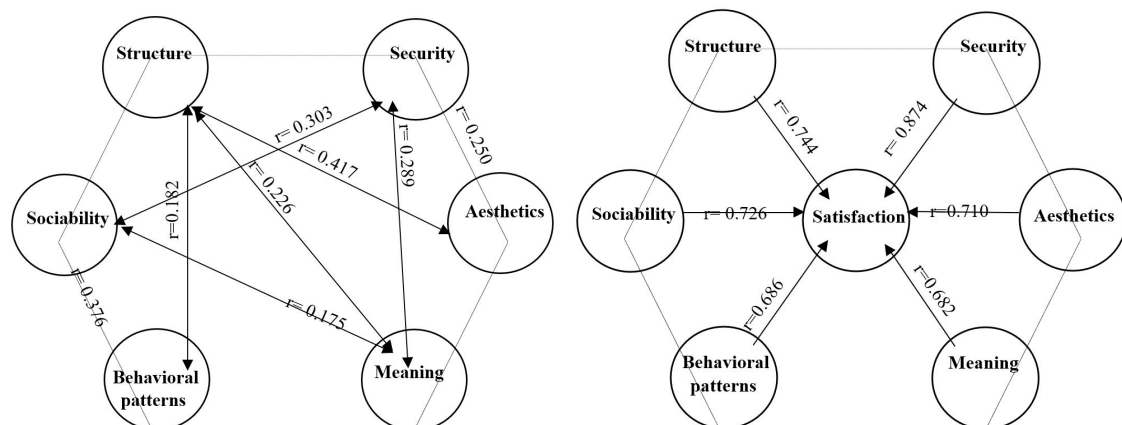 Structure
Security
r= 0.303
r= 0.417
r= 0.289
r= 0.250
r=0.182
r= 0.226
Sociability
Aesthetics
r= 0.376
r= 0.175
Behavioral
patterns
Meaning
Structure
Security
r= 0.744
r= 0.874
Sociability
r= 0.726
Satisfaction
r=0.710
Aesthetics
r=0.686
r=0.682
Behavioral
patterns
Meaning